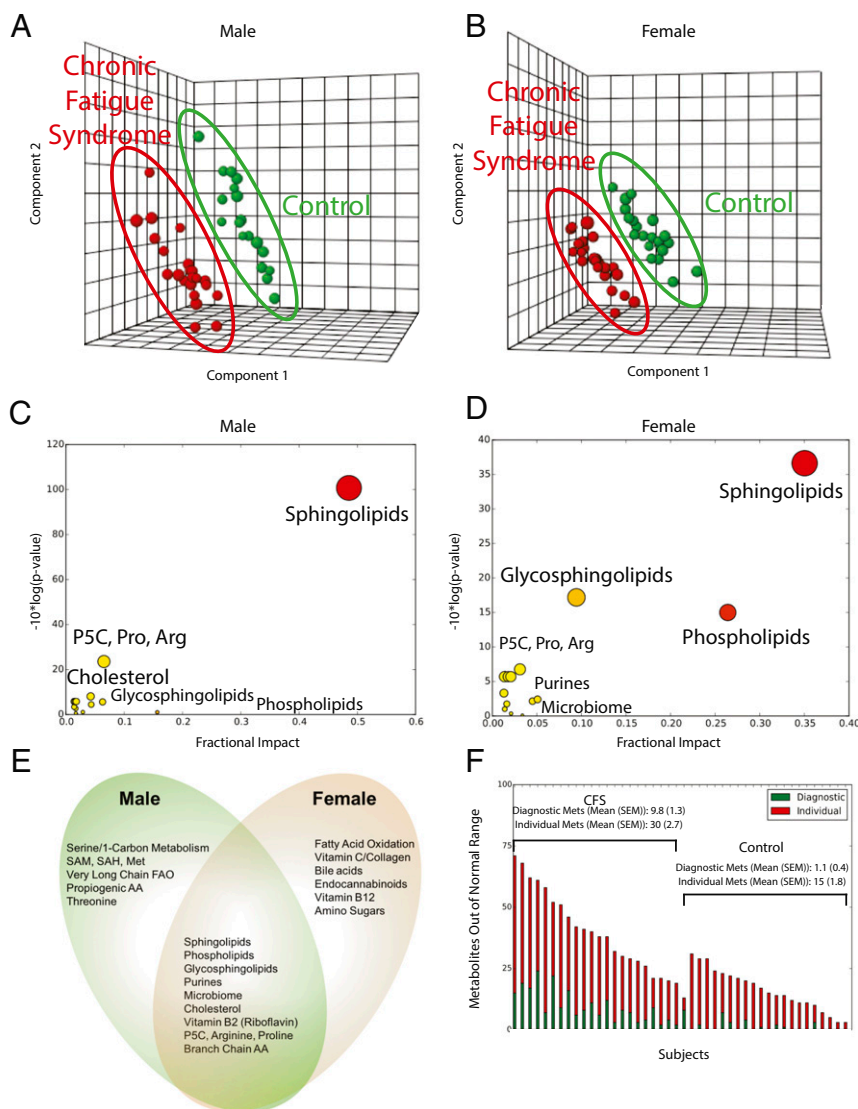 A
Male
Chronic
Fatigue
Syndrome
Control
Component 2
Component 1
B
Female
Chronic
Fatigue
Syndrome
Control
Component 2
Component 1
C
Male
120
100
80
60
40
20
0
-10*log(p-value)
Sphingolipids
P5C, Pro, Arg
Cholesterol
Glycosphingolipids
Phospholipids
0.0 0.1 0.2 0.3 0.4 0.5 0.6
Fractional Impact
D
Female
40
35
30
25
20
15
10
5
0
-10*log(p-value)
Sphingolipids
Glycosphingolipids
Phospholipids
P5C, Pro, Arg
Purines
Microbiome
0.00 0.05 0.10 0.15 0.20 0.25 0.30 0.35 0.40
Fractional Impact
E
Male
Serine/1-Carbon Metabolism
SAM, SAH, Met
Very Long Chain FAO
Propiogenic AA
Threonine
Female
Fatty Acid Oxidation
Vitamin C/Collagen
Bile acids
Endocannabinoids
Vitamin B12
Amino Sugars
Sphingolipids
Phospholipids
Glycosphingolipids
Purines
Microbiome
Cholesterol
Vitamin B2 (Riboflavin)
P5C, Arginine, Proline
Branch Chain AA
F
100
75
50
25
0
Metabolites Out of Normal Range
Diagnostic
Individual
CFS
Diagnostic Mets (Mean (SEM)): 9.8 (1.3)
Individual Mets (Mean (SEM)): 30 (2.7)
Control
Diagnostic Mets (Mean (SEM)): 1.1 (0.4)
Individual Mets (Mean (SEM)): 15 (1.8)
Subjects